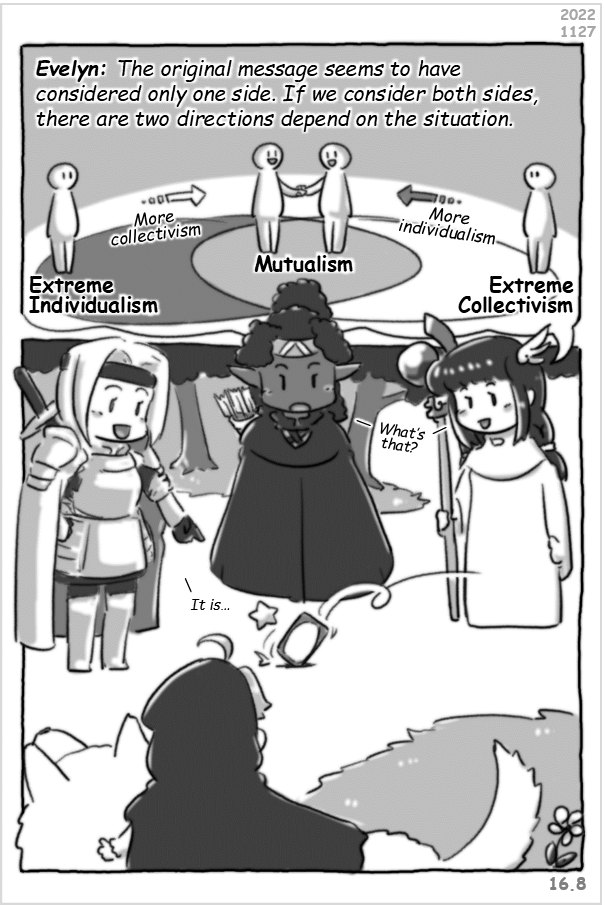 2022
1127
Evelyn: The original message seems to have
considered only one side. If we consider both sides,
there are two directions depend on the situation.
More
collectivism
More
individualism
Mutualism
Extreme
Individualism
Extreme
Collectivism
What's
that?
It is...
16.8